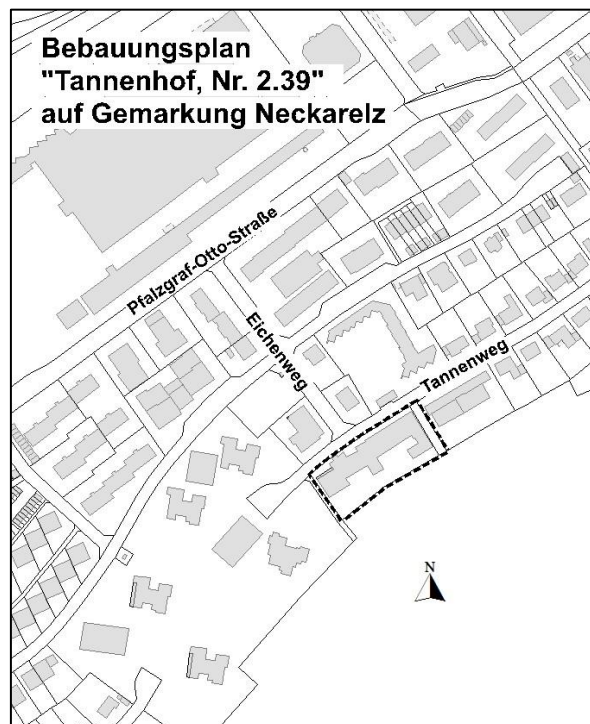 Bebauungsplan
"Tannenhof, Nr. 2.39"
auf Gemarkung Neckarelz
Pfalzgraf-Otto-Straße
Eichenweg
Tannenweg
N